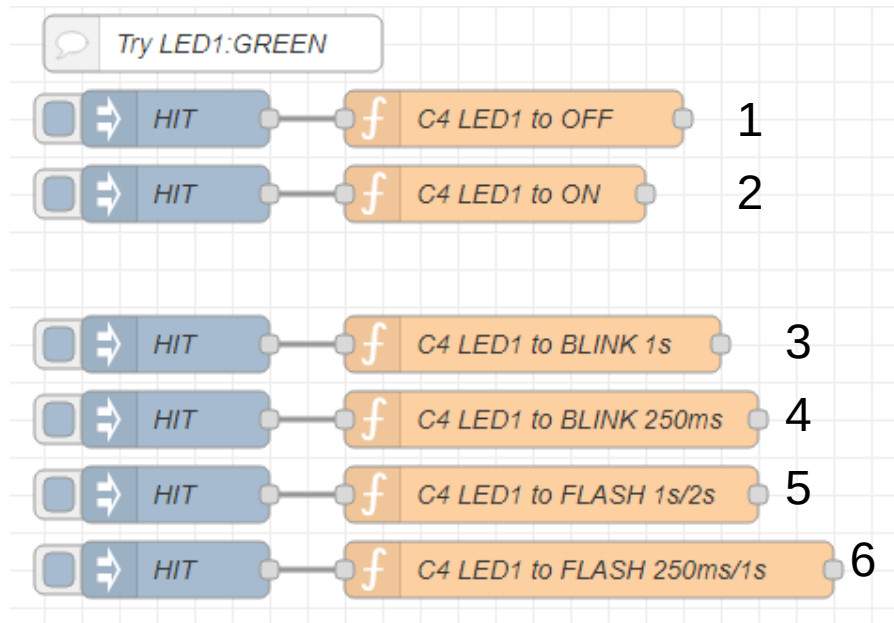 Try LED1:GREEN
HIT C4 LED1 to OFF 1
HIT C4 LED1 to ON 2
HIT C4 LED1 to BLINK 1s 3
HIT C4 LED1 to BLINK 250ms 4
HIT C4 LED1 to FLASH 1s/2s 5
HIT C4 LED1 to FLASH 250ms/1s 6